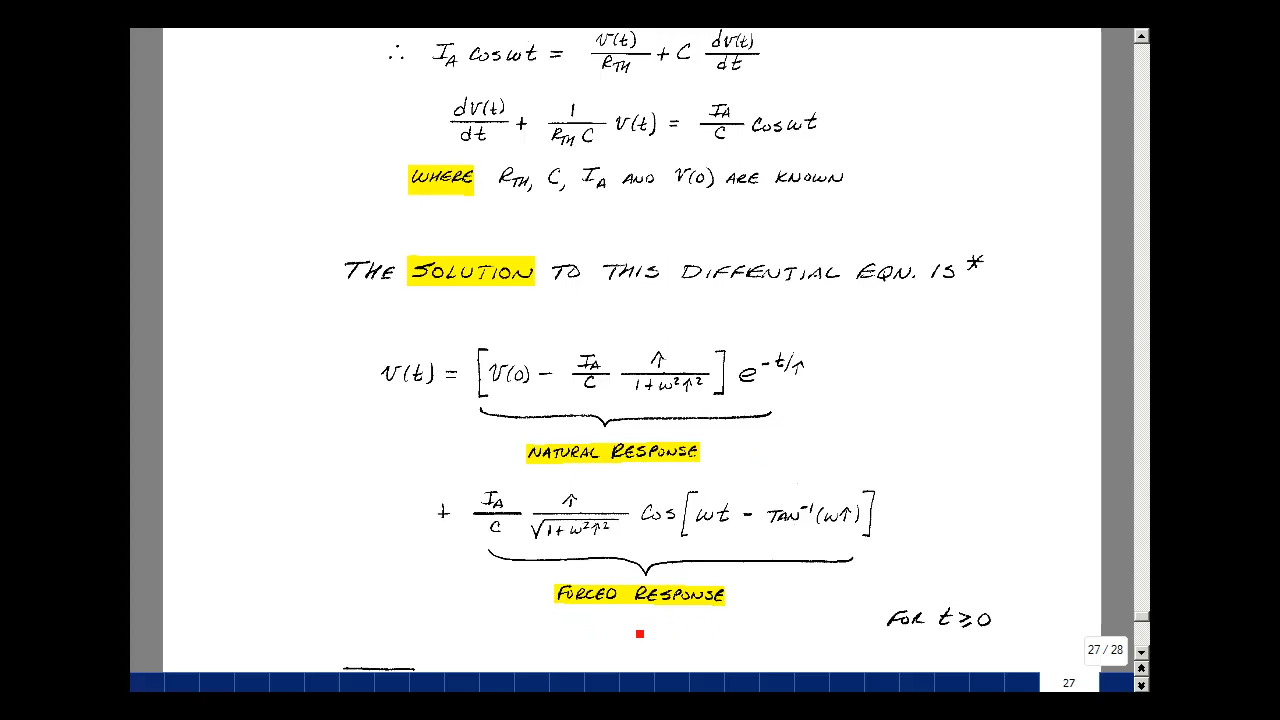 ∴ I_A cos ωt = v(t)/R_TH + C dv(t)/dt
dv(t)/dt + 1/(R_TH C) v(t) = I_A/C cos ωt
WHERE R_TH, C, I_A AND V(0) ARE KNOWN
THE SOLUTION TO THIS DIFFENTIAL EQN. IS *
v(t) = [V(0) - I_A/C τ/(1+ω²τ²)] e^(-t/τ)
NATURAL RESPONSE
+ I_A/C τ/√(1+ω²τ²) cos[ωt - TAN⁻¹(ωτ)]
FORCED RESPONSE
FOR t ≥ 0
27 / 28
27